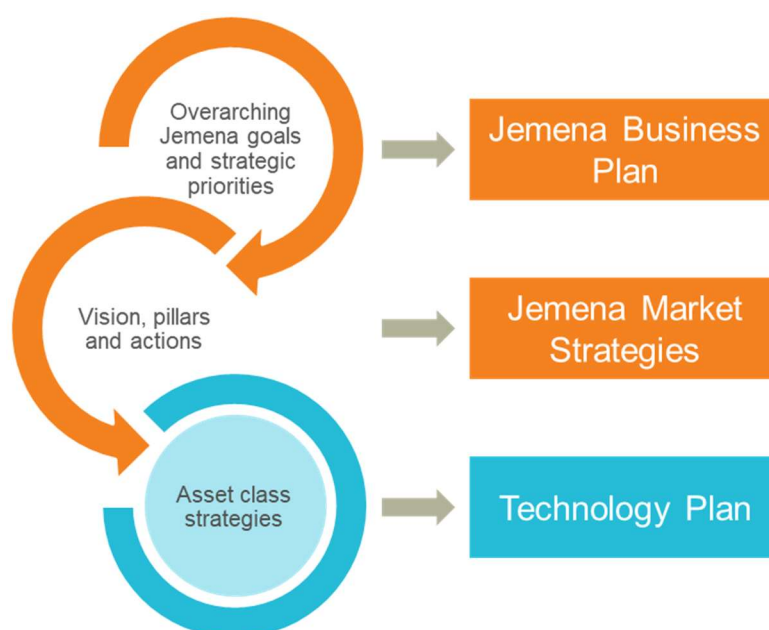 Overarching
Jemena goals
and strategic
priorities
Jemena Business
Plan
Vision, pillars
and actions
Jemena Market
Strategies
Asset class
strategies
Technology Plan